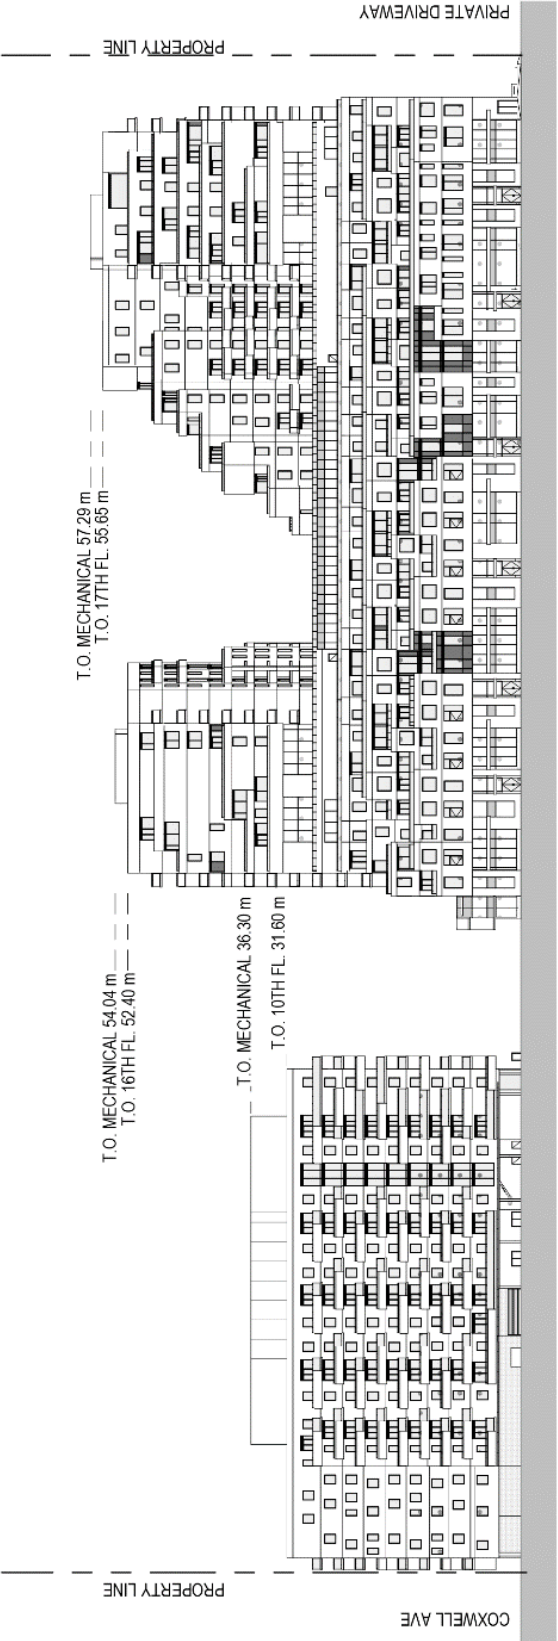 PRIVATE DRIVEWAY
PROPERTY LINE
T.O. MECHANICAL 57.29 m
T.O. 17TH FL. 55.65 m
T.O. MECHANICAL 54.04 m
T.O. 16TH FL. 52.40 m
T.O. MECHANICAL 36.30 m
T.O. 10TH FL. 31.60 m
PROPERTY LINE
COXWELL AVE